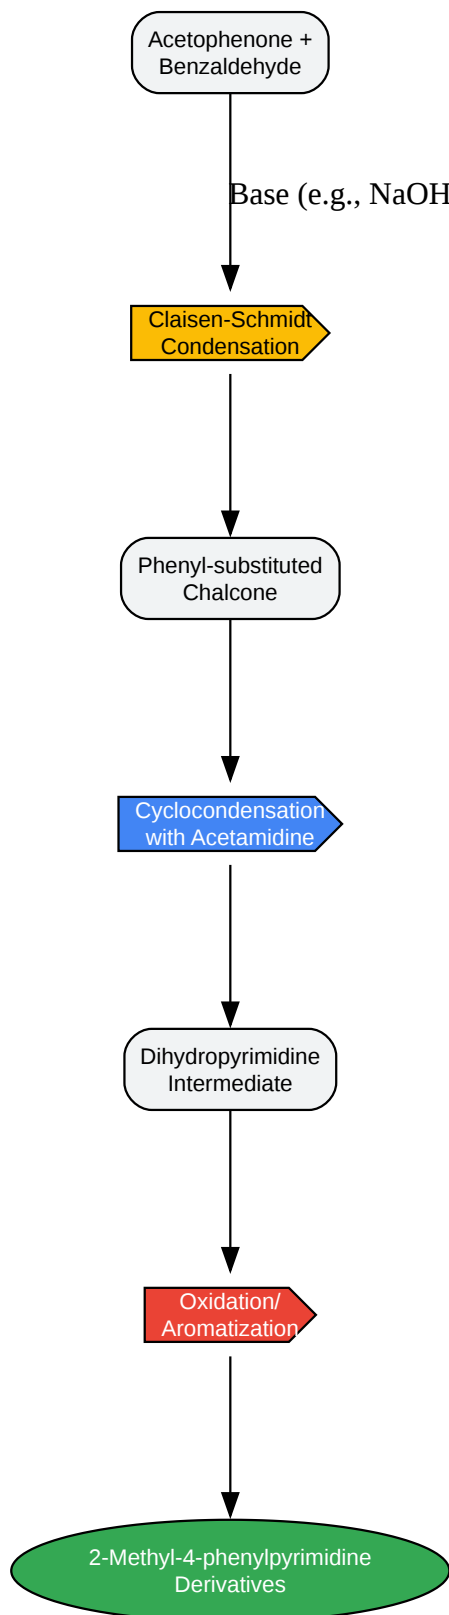 Acetophenone +
Benzaldehyde
Base (e.g., NaOH
Claisen-Schmidt
Condensation
Phenyl-substituted
Chalcone
Cyclocondensation
with Acetamidine
Dihydropyrimidine
Intermediate
Oxidation/
Aromatization
2-Methyl-4-phenylpyrimidine
Derivatives